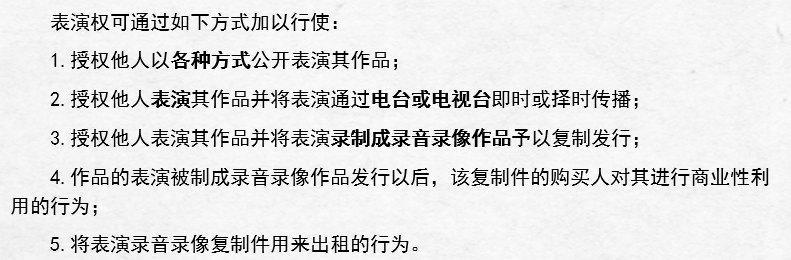 表演权可通过如下方式加以行使：
1.授权他人以各种方式公开表演其作品；
2.授权他人表演其作品并将表演通过电台或电视台即时或择时传播；
3.授权他人表演其作品并将表演录制成录音录像作品予以复制发行；
4.作品的表演被制成录音录像作品发行以后，该复制件的购买人对其进行商业性利
用的行为；
5.将表演录音录像复制件用来出租的行为。